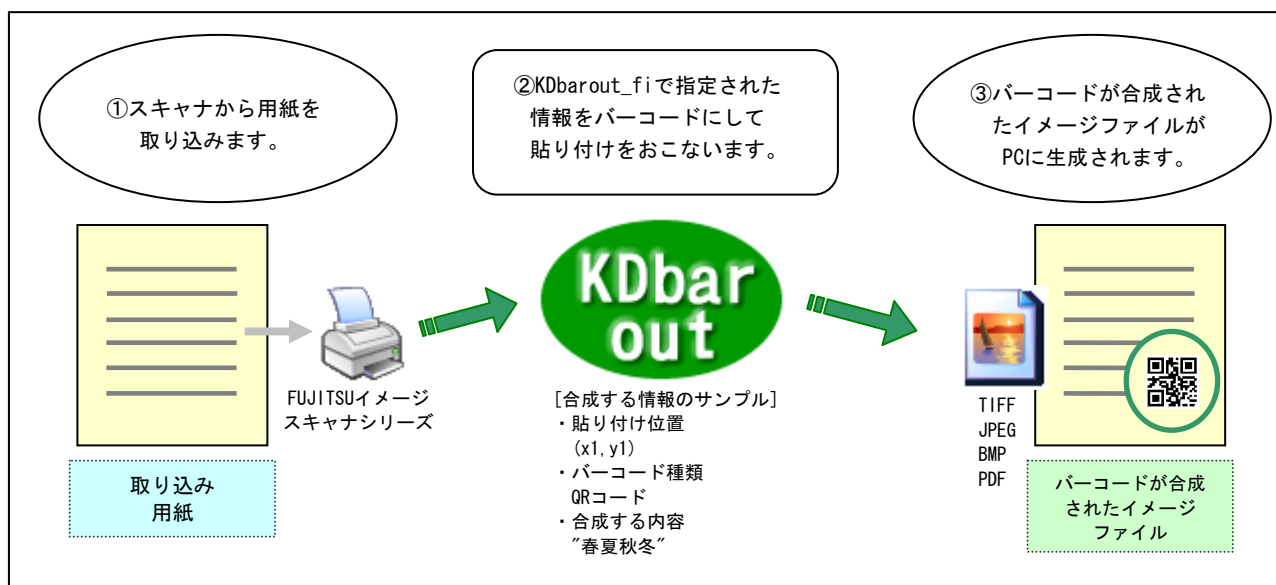 ①スキャナから用紙を
取り込みます。
②KDbarout_fiで指定された
情報をバーコードにして
貼り付けをおこないます。
③バーコードが合成され
たイメージファイルが
PCに生成されます。
KDbar
out
FUJITSUイメージ
スキャナシリーズ
[合成する情報のサンプル]
・貼り付け位置
(x1,y1)
・バーコード種類
QRコード
・合成する内容
"春夏秋冬"
TIFF
JPEG
BMP
PDF
取り込み
用紙
バーコードが合成
されたイメージ
ファイル